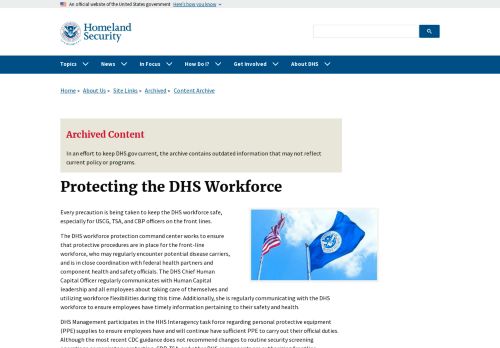 An official website of the United States government Here's how you know
Homeland
Security
Topics News In Focus How Do I? Get Involved About DHS
Home About Us Site Links Archived Content Archive
Archived Content
In an effort to keep DHS.gov current, the archive contains outdated information that may not reflect
current policy or programs.
Protecting the DHS Workforce
Every precaution is being taken to keep the DHS workforce safe,
especially for USCG, TSA, and CBP officers on the front lines.
The DHS workforce protection command center works to ensure
that protective procedures are in place for the front-line
workforce, who may regularly encounter potential disease carriers,
and is in close coordination with federal health partners and
component health and safety officials. The DHS Chief Human
Capital Officer regularly communicates with Human Capital
leadership and all employees about taking care of themselves and
utilizing workforce flexibilities during this time. Additionally, she is regularly communicating with the DHS
workforce to ensure employees have timely information pertaining to their safety and health.
DHS Management participates in the HHS Interagency task force regarding personal protective equipment
(PPE) supplies to ensure employees have and will continue have sufficient PPE to carry out their official duties.
Although the most recent CDC guidance does not recommend changes to routine security screening